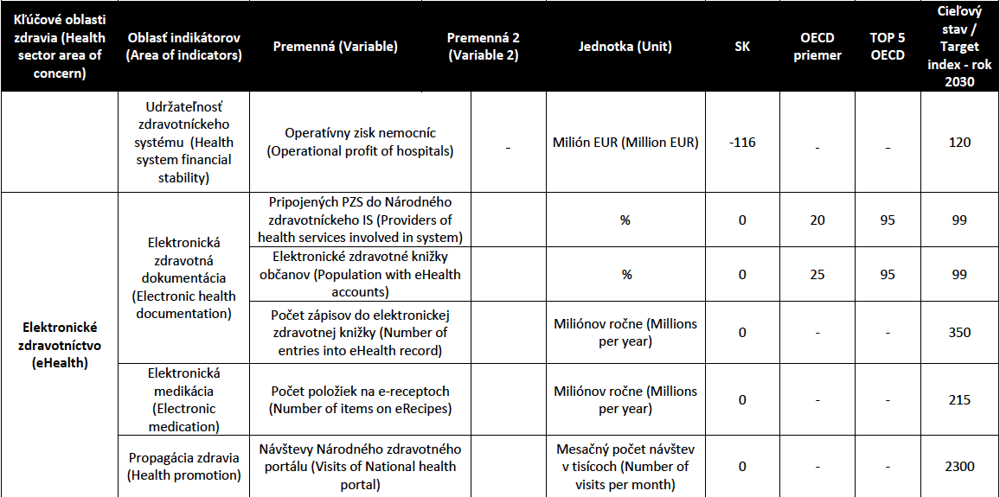 Kľúčové oblasti
zdravia (Health
sector area of
concern)
Oblasť indikátorov
(Area of indicators)
Premenná (Variable)
Premenná 2
(Variable 2)
Jednotka (Unit)
SK
OECD
priemer
TOP 5
OECD
Cieľový
stav /
Target
index - rok
2030
Udržateľnosť
zdravotníckeho
systému (Health
system financial
stability)
Operatívny zisk nemocníc
(Operational profit of hospitals)
-
Milión EUR (Million EUR)
-116
-
-
120
Elektronické
zdravotníctvo
(eHealth)
Elektronická
zdravotná
dokumentácia
(Electronic health
documentation)
Pripojených PZS do Národného
zdravotníckeho IS (Providers of
health services involved in system)
%
0
20
95
99
Elektronické zdravotné knižky
občanov (Population with eHealth
accounts)
%
0
25
95
99
Počet zápisov do elektronickej
zdravotnej knižky (Number of
entries into eHealth record)
Miliónov ročne (Millions
per year)
0
-
-
350
Elektronická
medikácia
(Electronic
medication)
Počet položiek na e-receptoch
(Number of items on eRecipes)
Miliónov ročne (Millions
per year)
0
-
-
215
Propagácia zdravia
(Health promotion)
Návštevy Národného zdravotného
portálu (Visits of National health
portal)
Mesačný počet návštev
v tisícoch (Number of
visits per month)
0
-
-
2300